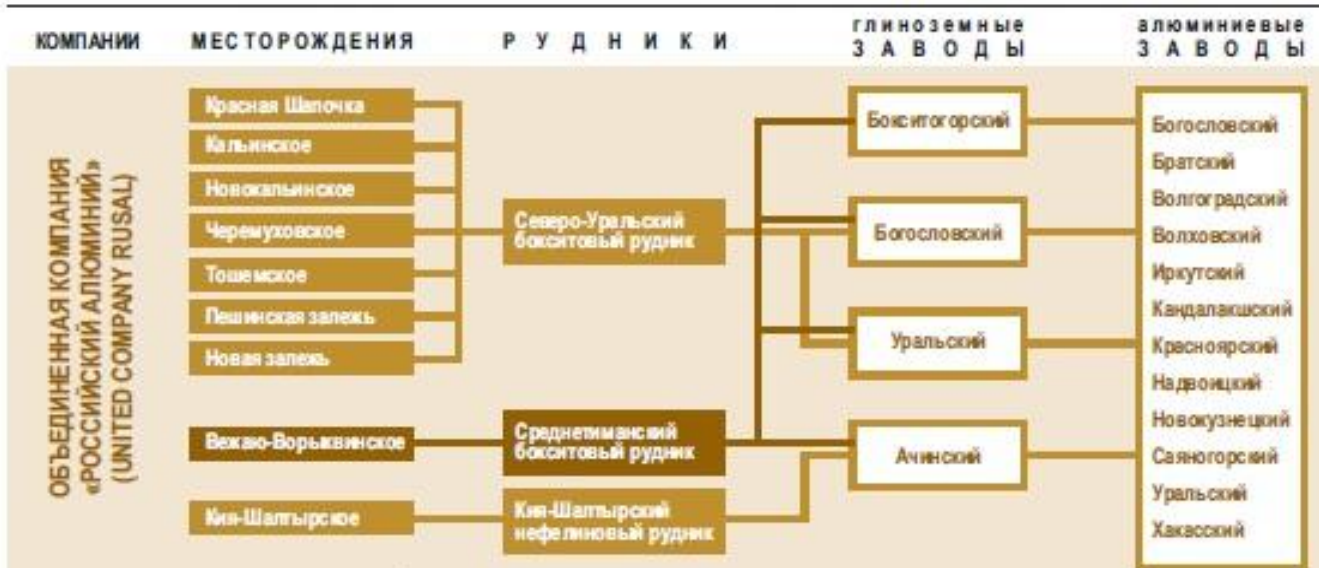 КОМПАНИИ
МЕСТОРОЖДЕНИЯ
РУДНИКИ
глиноземные
ЗАВОДЫ
алюминиевые
ЗАВОДЫ
ОБЪЕДИНЕННАЯ КОМПАНИЯ
«РОССИЙСКИЙ АЛЮМИНИЙ»
(UNITED COMPANY RUSAL)
Красная Шапочка
Кальинское
Новокальинское
Черемуховское
Тошемское
Пешинская залежь
Новая залежь
Вежаю-Ворыквинское
Кия-Шалтырское
Северо-Уральский
бокситовый рудник
Среднетиманский
бокситовый рудник
Кия-Шалтырский
нефелиновый рудник
Бокситогорский
Богословский
Уральский
Ачинский
Богословский
Братский
Волгоградский
Волховский
Иркутский
Кандалакшский
Красноярский
Надвоицкий
Новокузнецкий
Саяногорский
Уральский
Хакасский